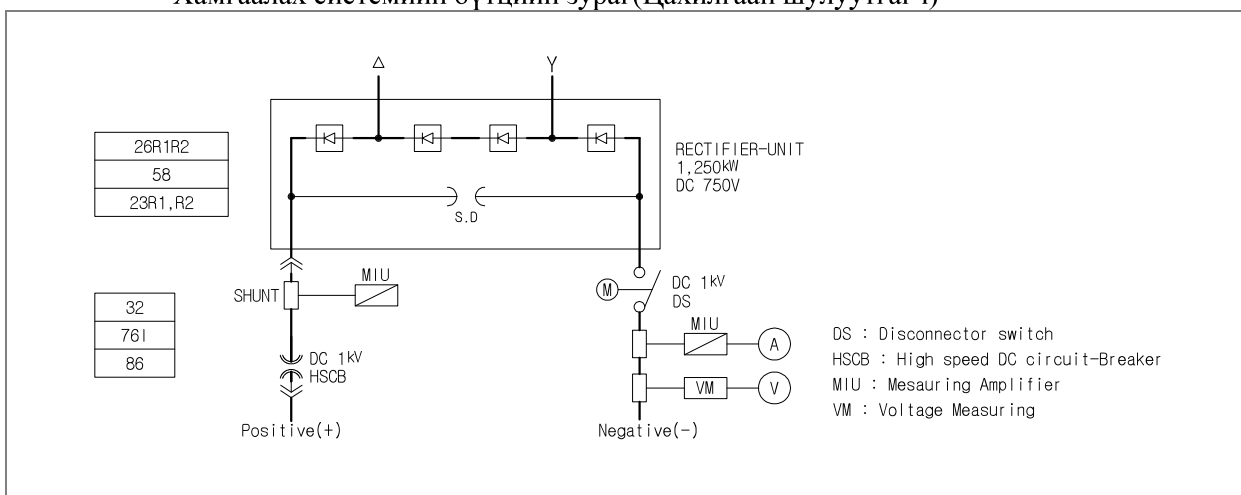 Хамгаалах системийн бүтцийн зураг(Цахилгаан шулуутгагч)
Δ Y
26R1R2
58
23R1,R2
S.D
RECTIFIER-UNIT
1,250kW
DC 750V
SHUNT
MIU
32
76I
86
DC 1kV
HSCB
Positive(+)
M
DC 1kV
DS
MIU
A
VM
V
Negative(-)
DS : Disconnector switch
HSCB : High speed DC circuit-Breaker
MIU : Mesauring Amplifier
VM : Voltage Measuring